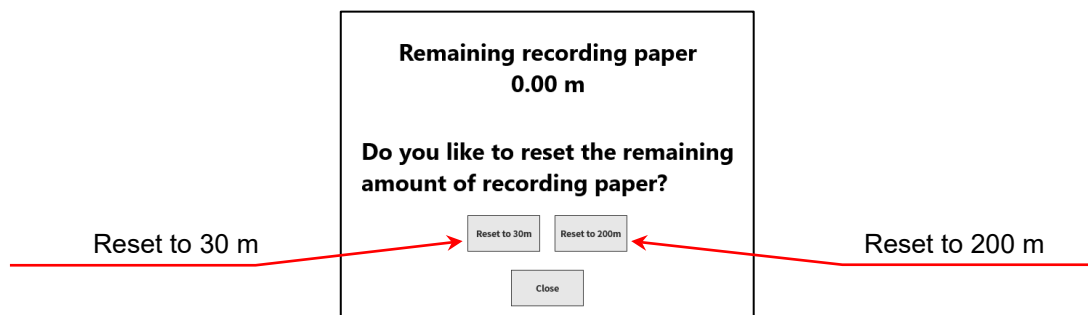 Remaining recording paper
0.00 m
Do you like to reset the remaining
amount of recording paper?
Reset to 30m
Reset to 200m
Reset to 30 m
Reset to 200 m
Close